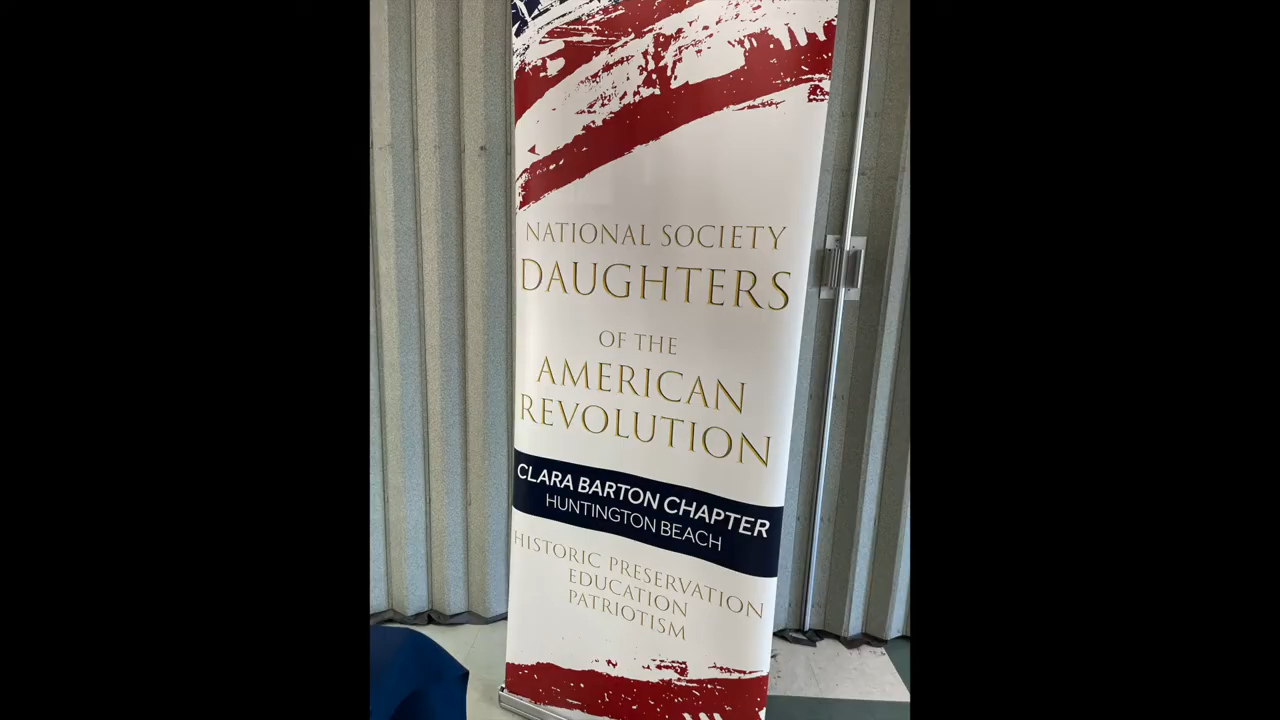 NATIONAL SOCIETY
DAUGHTERS
OF THE
AMERICAN
REVOLUTION
CLARA BARTON CHAPTER
HUNTINGTON BEACH
HISTORIC PRESERVATION
EDUCATION
PATRIOTISM